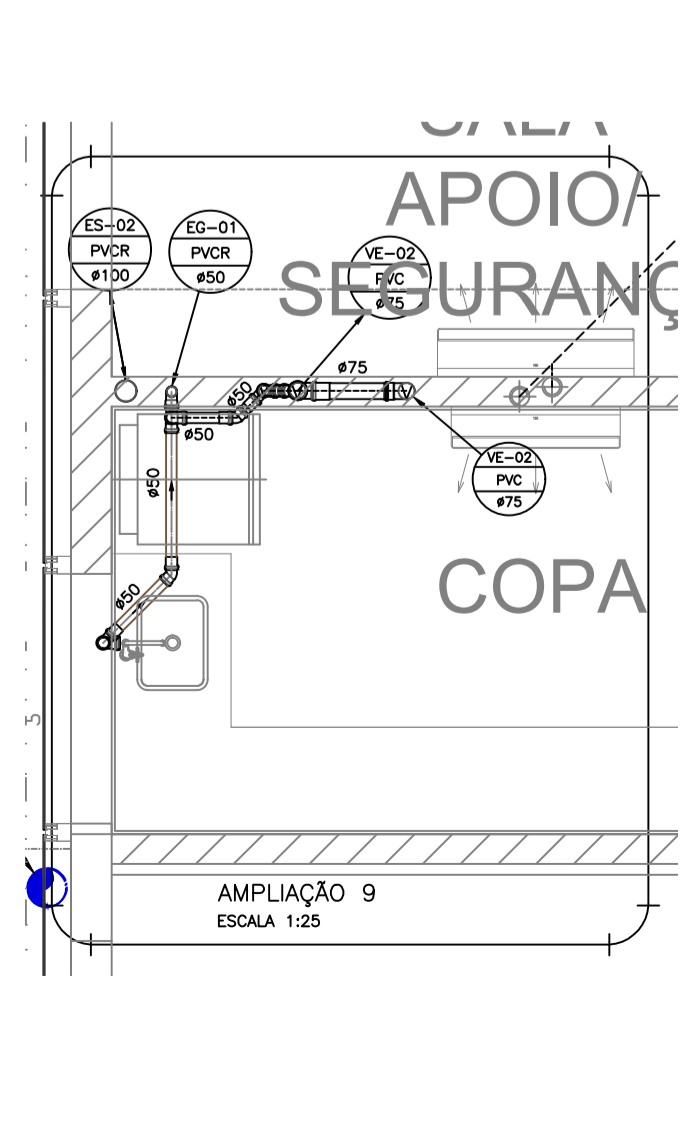 SALA
APOIO/
SEGURANÇ
ES-02
PVCR
ø100
EG-01
PVCR
ø50
VE-02
PVC
ø75
ø75
ø50
ø50
ø50
VE-02
PVC
ø75
COPA
ø50
5
AMPLIAÇÃO 9
ESCALA 1:25